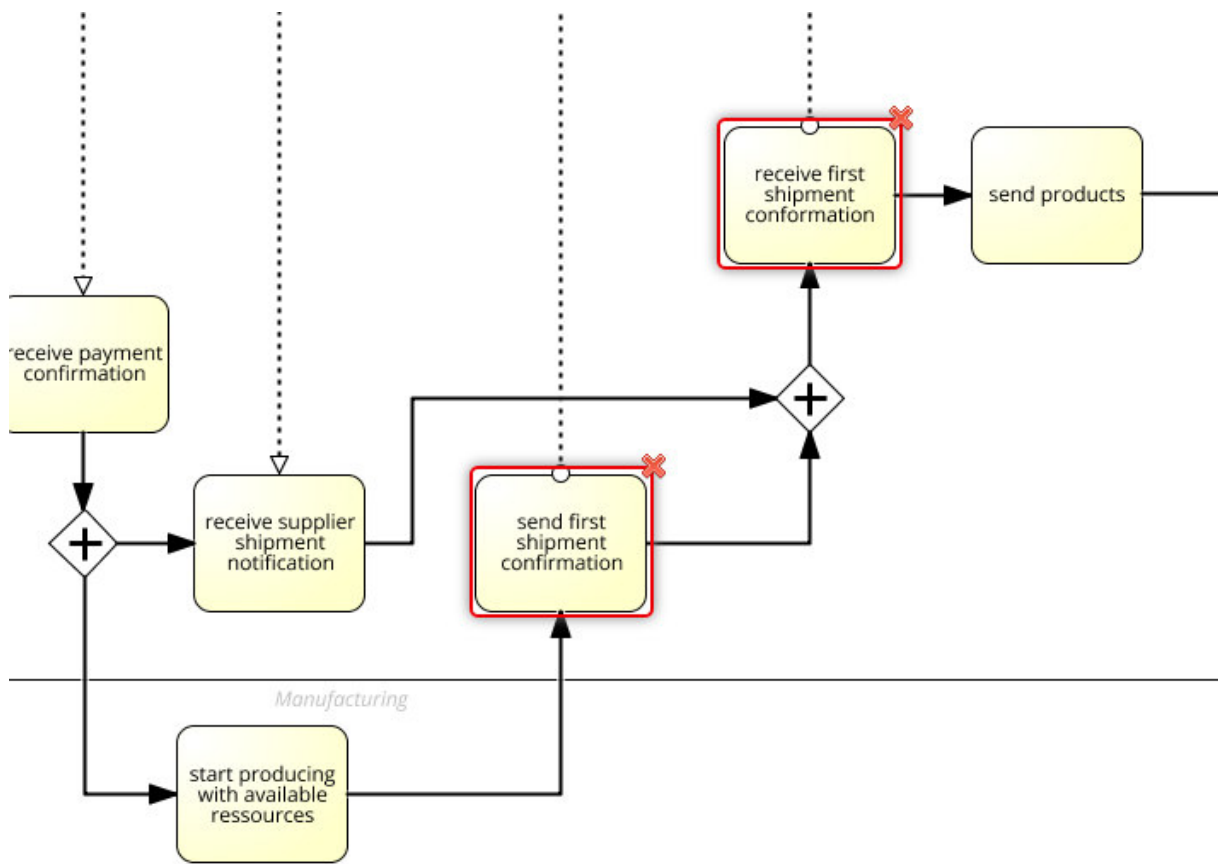 receive first
shipment
conformation
send products
receive payment
confirmation
receive supplier
shipment
notification
send first
shipment
confirmation
Manufacturing
start producing
with available
ressources